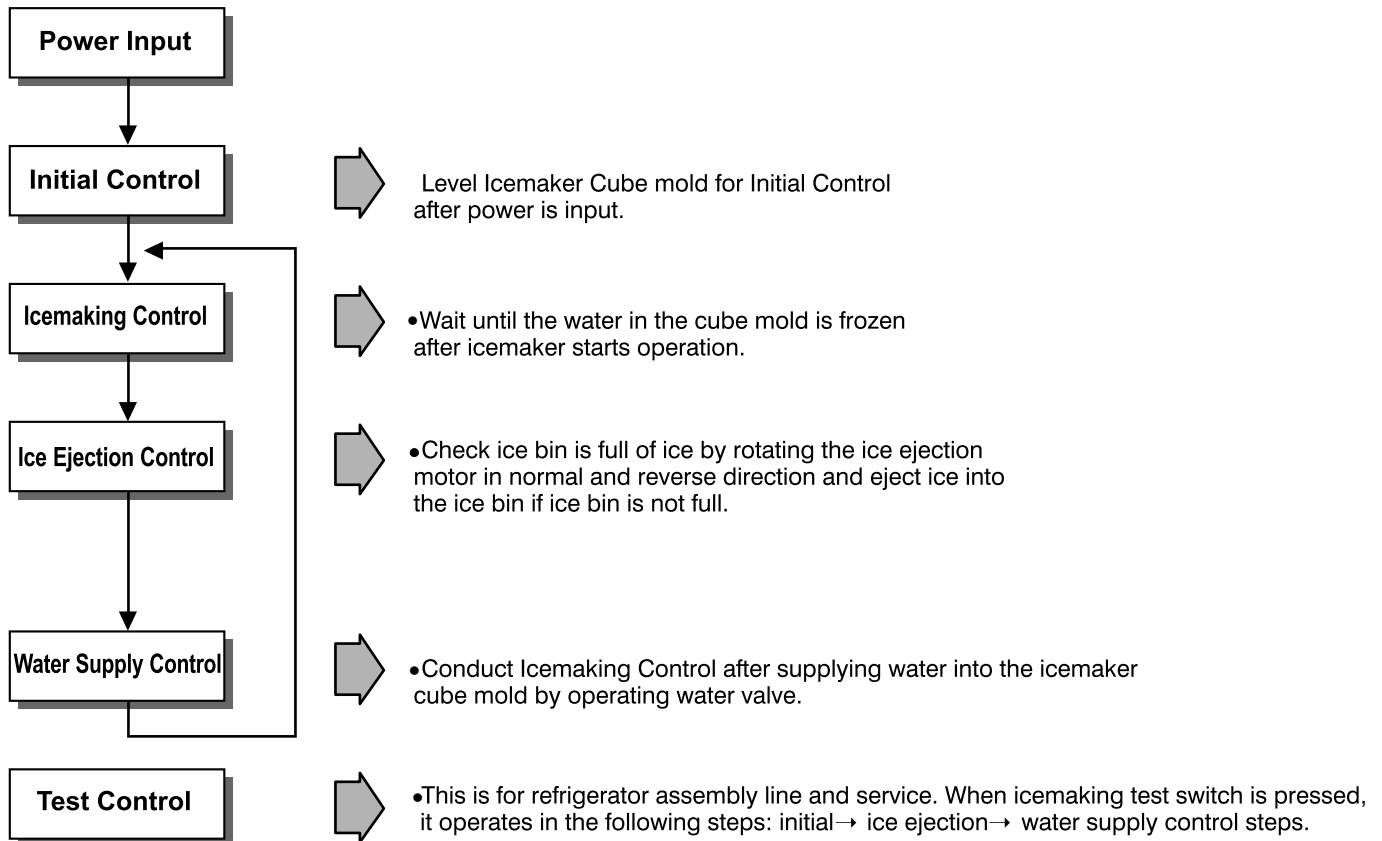 Power Input
Initial Control
Level Icemaker Cube mold for Initial Control
after power is input.
Icemaking Control
•Wait until the water in the cube mold is frozen
after icemaker starts operation.
Ice Ejection Control
•Check ice bin is full of ice by rotating the ice ejection
motor in normal and reverse direction and eject ice into
the ice bin if ice bin is not full.
Water Supply Control
•Conduct Icemaking Control after supplying water into the icemaker
cube mold by operating water valve.
Test Control
•This is for refrigerator assembly line and service. When icemaking test switch is pressed,
it operates in the following steps: initial→ ice ejection→ water supply control steps.